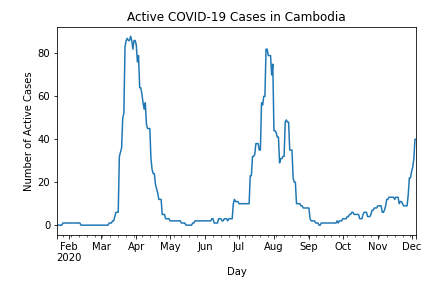 Active COVID-19 Cases in Cambodia
Number of Active Cases
80
60
40
20
0
Feb Mar Apr May Jun Jul Aug Sep Oct Nov Dec
2020
Day